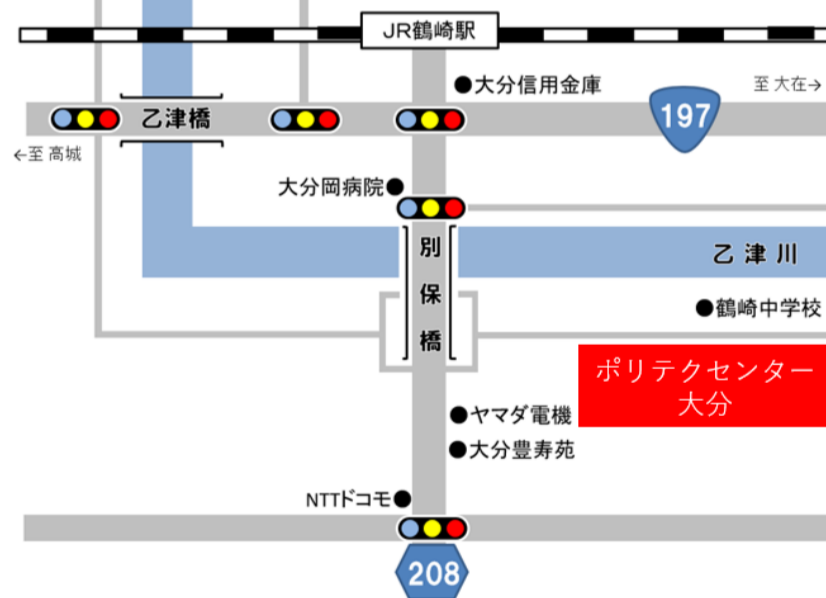 JR鶴崎駅
大分信用金庫
至 大在→
乙津橋
197
←至 高城
大分岡病院
別保橋
乙津川
鶴崎中学校
ポリテクセンター
大分
ヤマダ電機
大分豊寿苑
NTTドコモ
208